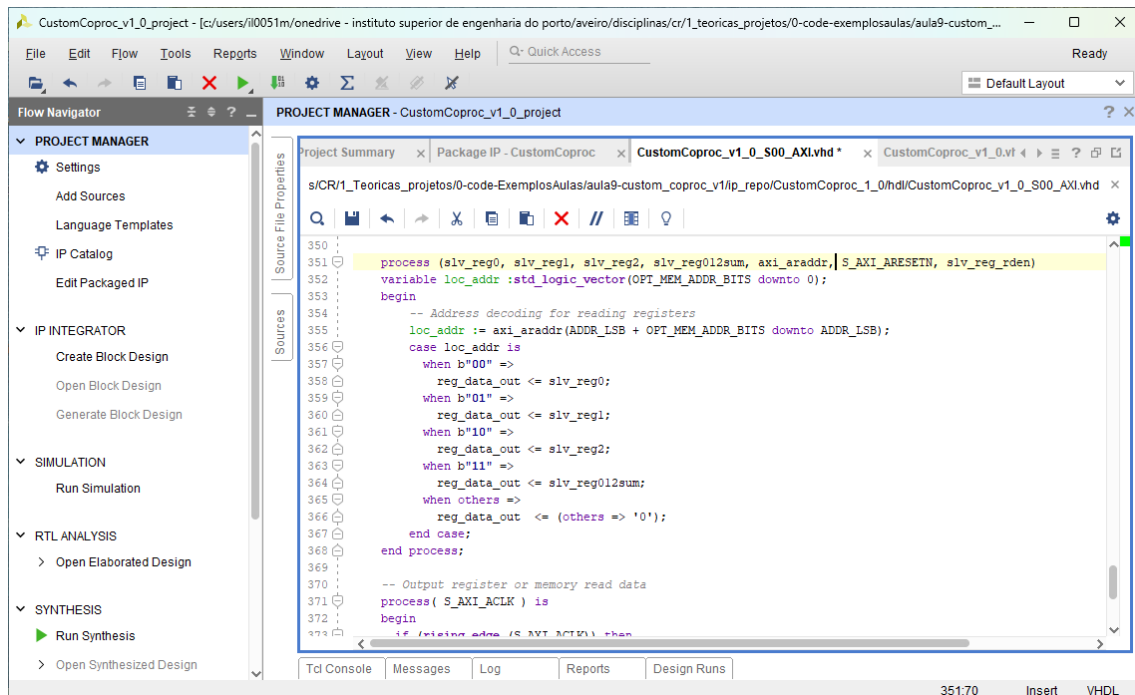 CustomCoproc_v1_0_project - [c:/users/il0051m/onedrive - instituto superior de engenharia do porto/aveiro/disciplinas/cr/1_teoricas_projetos/0-code-exemplosaulas/aula9-custom_...
File Edit Flow Tools Reports Window Layout View Help Q- Quick Access Ready
Default Layout
Flow Navigator
PROJECT MANAGER - CustomCoproc_v1_0_project
PROJECT MANAGER
Settings
Add Sources
Language Templates
IP Catalog
Edit Packaged IP
IP INTEGRATOR
Create Block Design
Open Block Design
Generate Block Design
SIMULATION
Run Simulation
RTL ANALYSIS
Open Elaborated Design
SYNTHESIS
Run Synthesis
Open Synthesized Design
Source File Properties
Sources
Project Summary Package IP - CustomCoproc CustomCoproc_v1_0_S00_AXI.vhd * CustomCoproc_v1_0.vh
s/CR/1_Teoricas_projetos/0-code-ExemplosAulas/aula9-custom_coproc_v1/ip_repo/CustomCoproc_1_0/hdl/CustomCoproc_v1_0_S00_AXI.vhd
350
351 process (slv_reg0, slv_reg1, slv_reg2, slv_reg012sum, axi_araddr, S_AXI_ARESETN, slv_reg_rden)
352 variable loc_addr :std_logic_vector(OPT_MEM_ADDR_BITS downto 0);
353 begin
354 -- Address decoding for reading registers
355 loc_addr := axi_araddr(ADDR_LSB + OPT_MEM_ADDR_BITS downto ADDR_LSB);
356 case loc_addr is
357 when b"00" =>
358 reg_data_out <= slv_reg0;
359 when b"01" =>
360 reg_data_out <= slv_reg1;
361 when b"10" =>
362 reg_data_out <= slv_reg2;
363 when b"11" =>
364 reg_data_out <= slv_reg012sum;
365 when others =>
366 reg_data_out <= (others => '0');
367 end case;
368 end process;
369
370 -- Output register or memory read data
371 process( S_AXI_ACLK ) is
372 begin
373 if (rising_edge (S_AXI_ACLK)) then
Tcl Console Messages Log Reports Design Runs
351:70 Insert VHDL